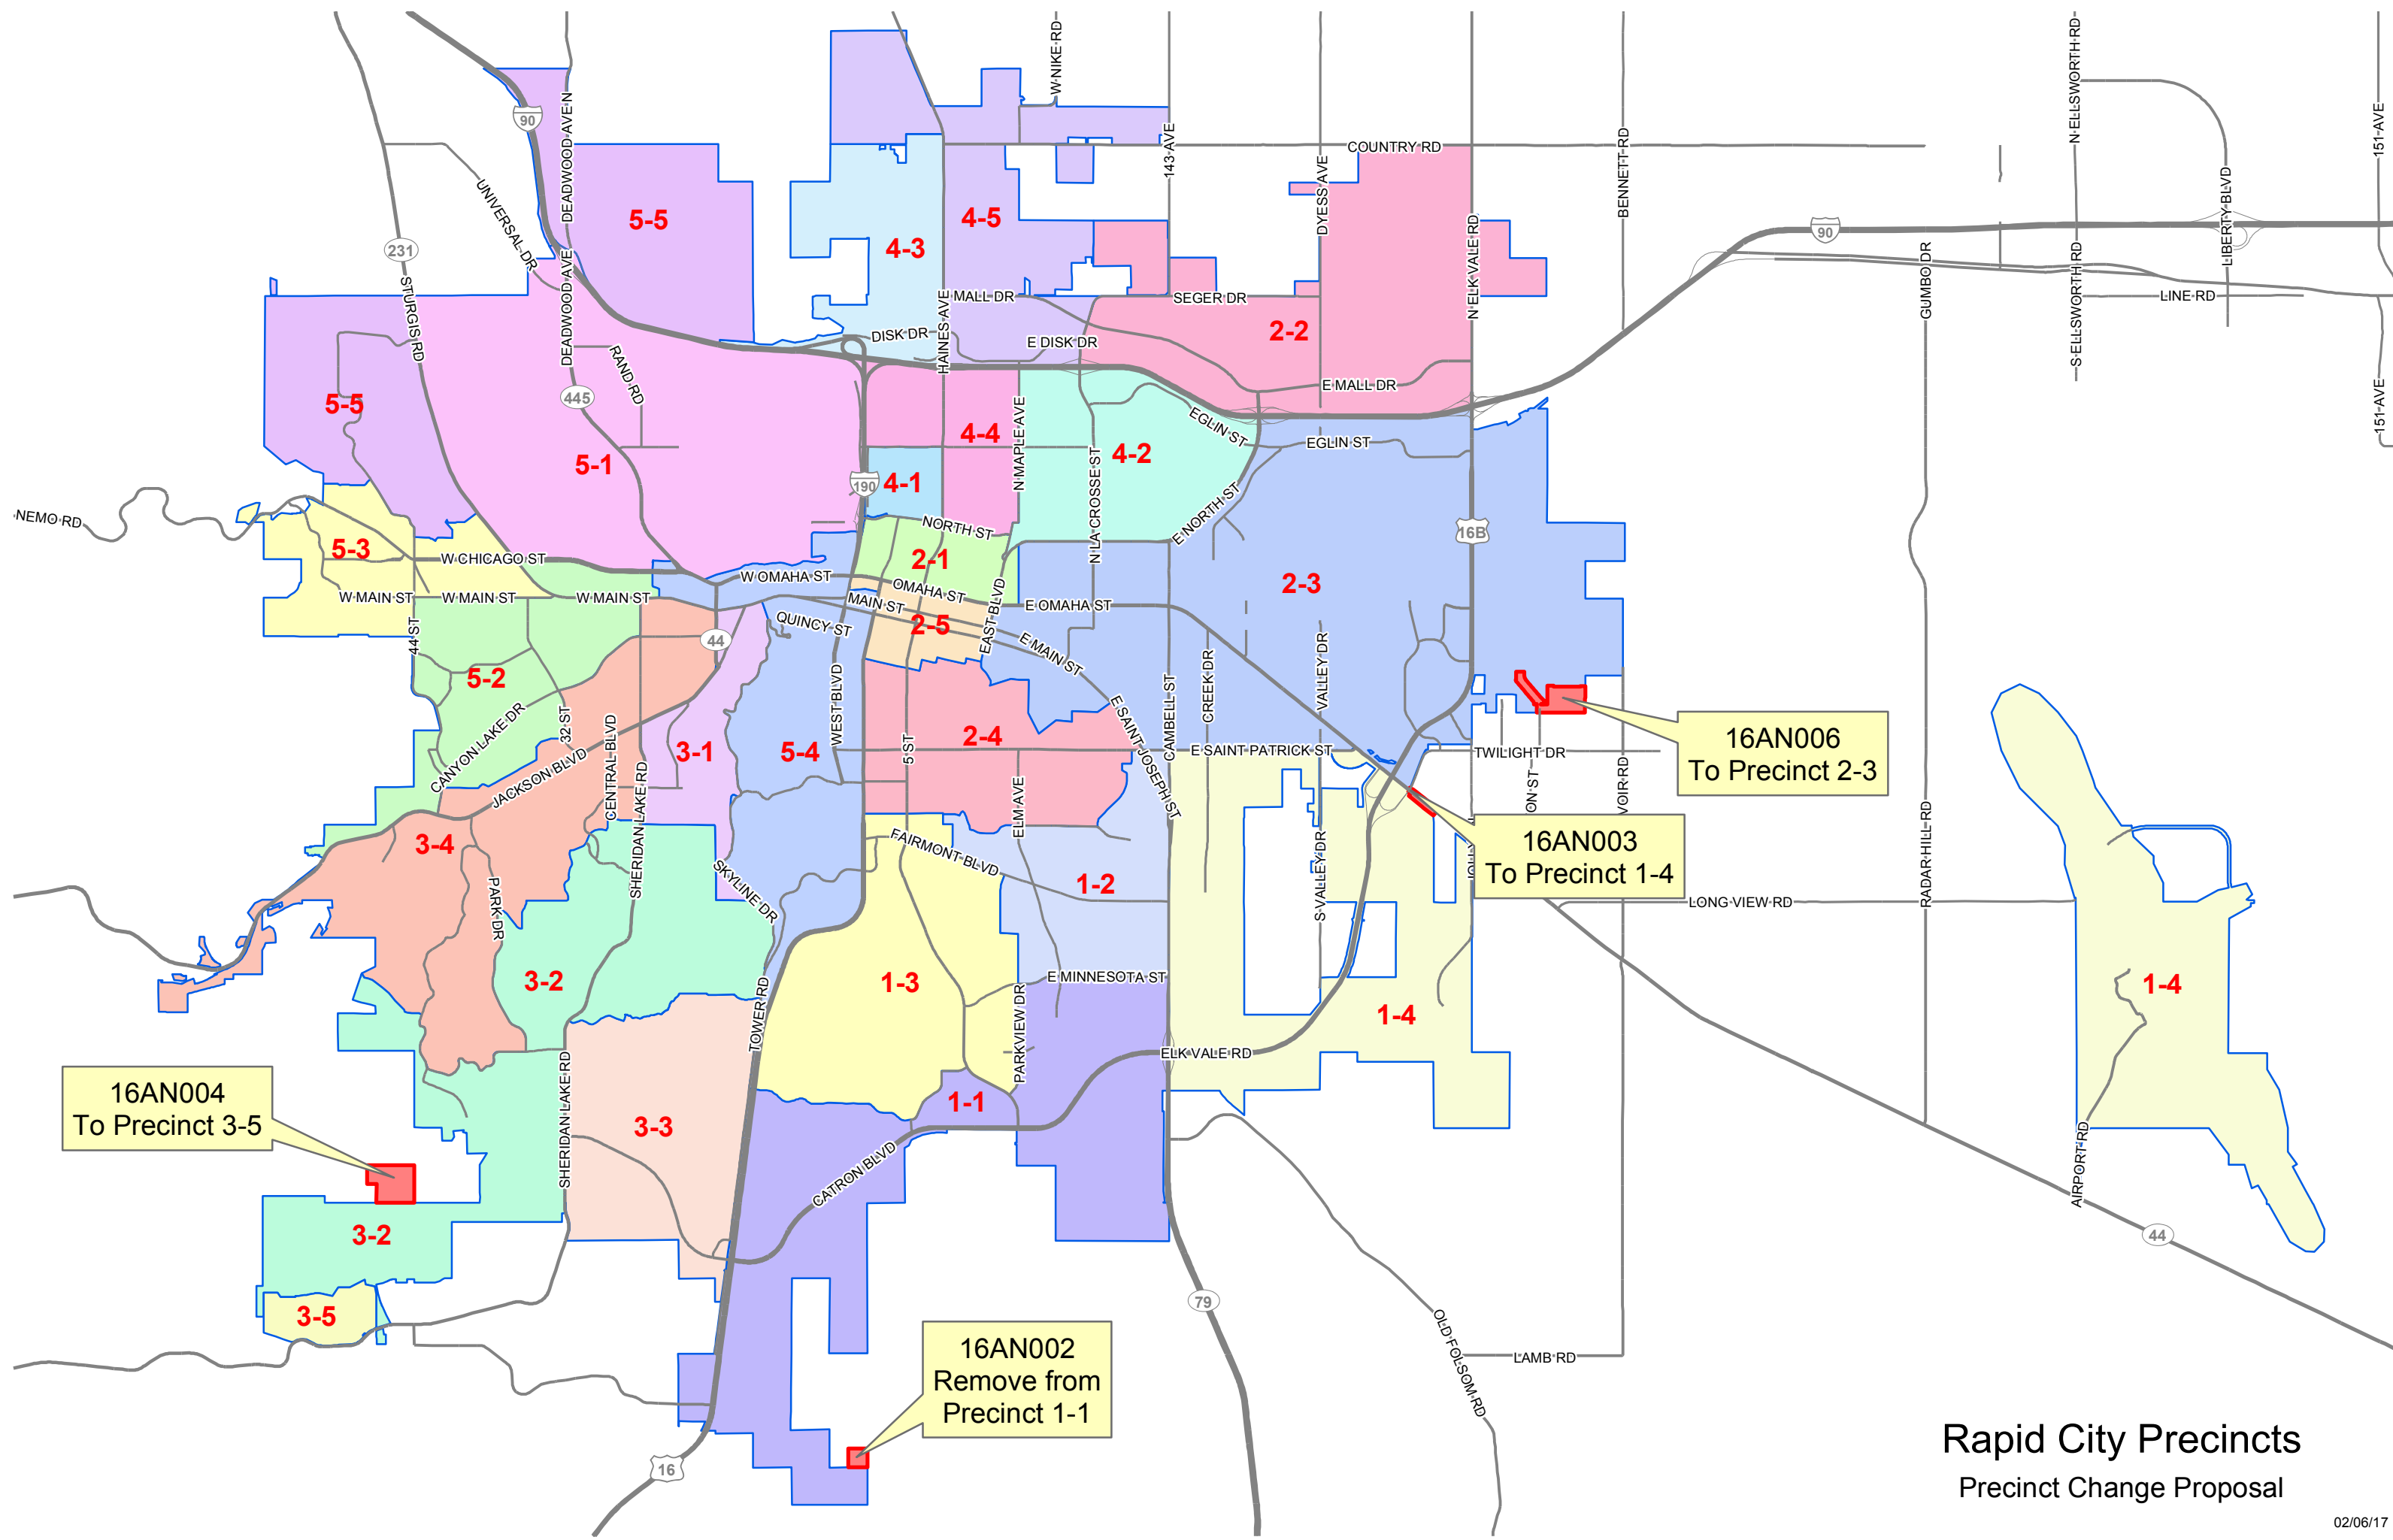 W NIKE RD
N ELLSWORTH RD
90
DEADWOOD AVE N
143 AVE
COUNTRY RD
DYESS AVE
BENNETT RD
151 AVE
UNIVERSAL DR
5-5
4-5
4-3
231
N ELK VALE RD
90
LIBERTY BLVD
STURGIS RD
DEADWOOD AVE
HAINES AVE
MALL DR
SEGER DR
GUMBO DR
S ELLSWORTH RD
LINE RD
DISK DR
E DISK DR
2-2
RAND RD
E MALL DR
445
5-5
151 AVE
4-4
N MAPLE AVE
EGLIN ST
EGLIN ST
5-1
4-2
N LA CROSSE ST
190
4-1
NEMO RD
NORTH ST
E NORTH ST
16B
5-3
W CHICAGO ST
2-1
W OMAHA ST
OMAHA ST
2-3
W MAIN ST
W MAIN ST
W MAIN ST
MAIN ST
E OMAHA ST
QUINCY ST
2-5
EAST BLVD
E MAIN ST
44 ST
44
5-2
CANYON LAKE DR
32 ST
CENTRAL BLVD
SHERIDAN LAKE RD
3-1
5-4
WEST BLVD
5 ST
2-4
E SAINT JOSEPH ST
CAMBELL ST
CREEK DR
VALLEY DR
E SAINT PATRICK ST
TWILIGHT DR
16AN006
To Precinct 2-3
JACKSON BLVD
ELM AVE
ON ST
VOIR RD
16AN003
To Precinct 1-4
3-4
FAIRMONT BLVD
1-2
S VALLEY DR
RADAR HILL RD
PARK DR
SKYLINE DR
LONG VIEW RD
3-2
1-3
E MINNESOTA ST
1-4
1-4
TOWER RD
PARKVIEW DR
ELK VALE RD
16AN004
To Precinct 3-5
SHERIDAN LAKE RD
3-3
1-1
CATRON BLVD
AIRPORT RD
3-2
44
3-5
79
OLD FOLSOM RD
LAMB RD
16AN002
Remove from
Precinct 1-1
16
Rapid City Precincts
Precinct Change Proposal
02/06/17